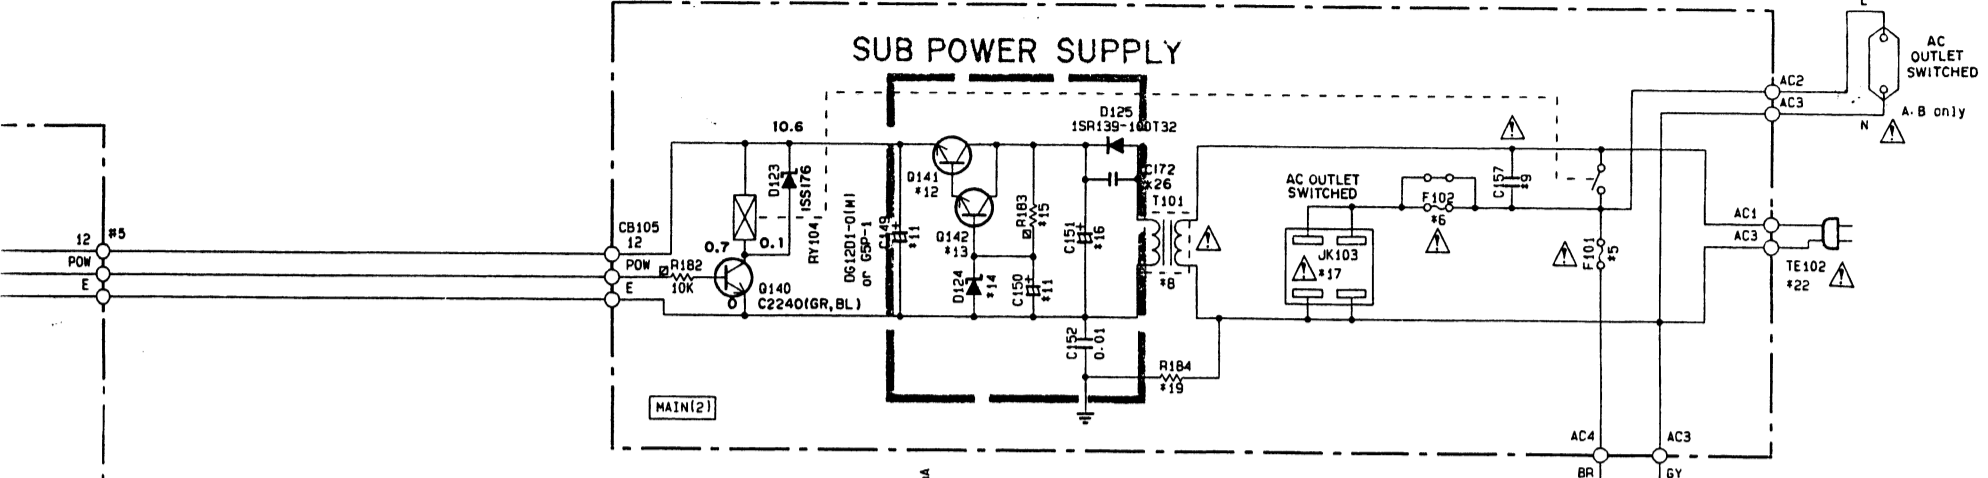 SUB POWER SUPPLY
L
AC
OUTLET
SWITCHED
AC2
AC3
A.B only
N
D125
1SR139-100T32
10.6
D123
ISS176
Q141
*12
C172
*26
T101
AC OUTLET
SWITCHED
F102
*6
C157
*9
12
#5
POW
E
CB105
12
POW
E
R182
10K
0.7
0.1
0
Q140
C2240(GR,BL)
RY104
DG12D1-0(M)
or G5P-1
C149
*11
Q142
*13
R183
*15
D124
*14
C150
*11
C151
*16
*8
JK103
*17
F101
*5
AC1
AC3
TE102
*22
C152
0.01
R184
*19
MAIN(2)
AC4
AC3
BR
GY